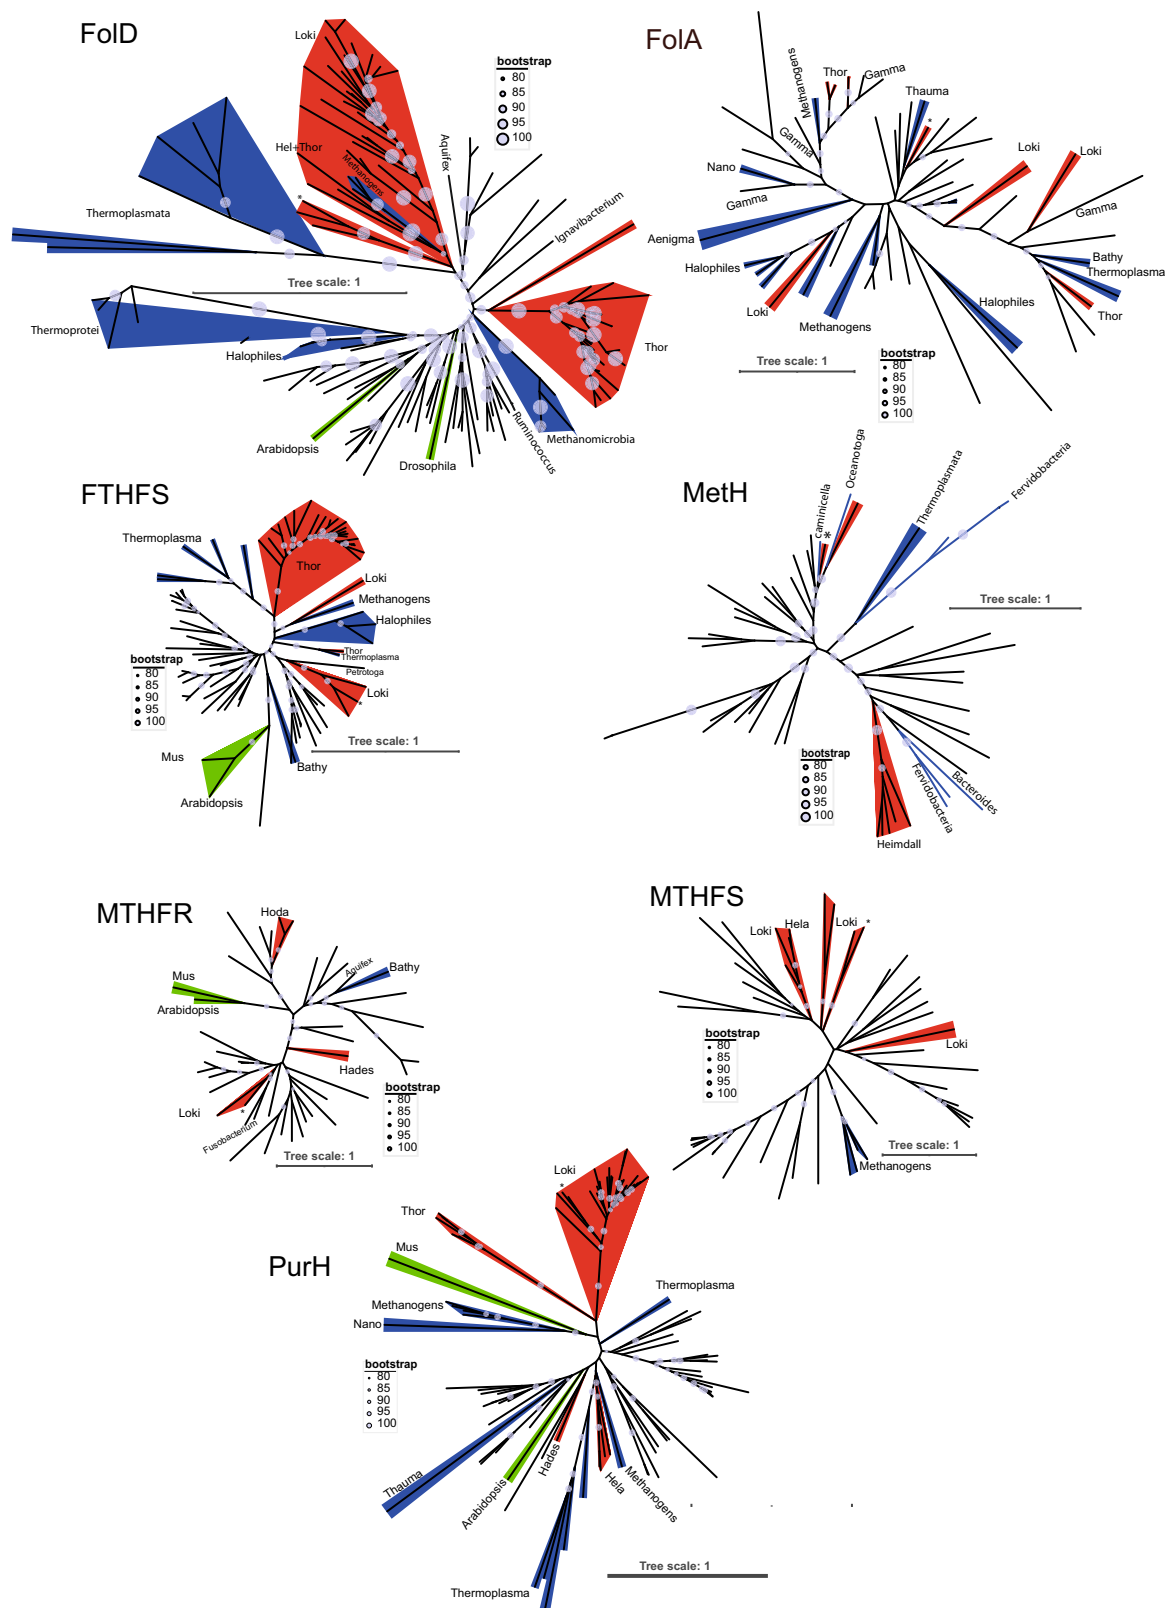 FolD
Loki
bootstrap
80
85
90
95
100
Aquifex
Hel+Thor
Methanogens
*
Thermoplasmata
Ignavibacterium
Tree scale: 1
Thermoprotei
Halophiles
Thor
Arabidopsis
Drosophila
Ruminococcus
Methanomicrobia
FolA
Methanogens
Thor
Gamma
Thauma
*
Gamma
Nano
Loki
Loki
Gamma
Gamma
Aenigma
Halophiles
Bathy
Thermoplasma
Loki
Methanogens
Halophiles
Thor
Tree scale: 1
bootstrap
80
85
90
95
100
FTHFS
Thermoplasma
Thor
Loki
Methanogens
Halophiles
Thor
Thermoplasma
Petrotoga
Loki
*
bootstrap
80
85
90
95
100
Tree scale: 1
Mus
Bathy
Arabidopsis
MetH
caminicella
*
Oceanotoga
Thermoplasmata
Fervidobacteria
Tree scale: 1
bootstrap
80
85
90
95
100
Fervidobacteria
Bacteroides
Heimdall
MTHFR
Hoda
Mus
Aquifex
Bathy
Arabidopsis
Hades
Loki
*
Fusobacterium
bootstrap
80
85
90
95
100
Tree scale: 1
MTHFS
Loki
Hela
Loki
*
bootstrap
80
85
90
95
100
Loki
Methanogens
Tree scale: 1
PurH
Loki
*
Thor
Mus
Methanogens
Nano
Thermoplasma
bootstrap
80
85
90
95
100
Thauma
Arabidopsis
Hades
Hela
Methanogens
Thermoplasma
Tree scale: 1